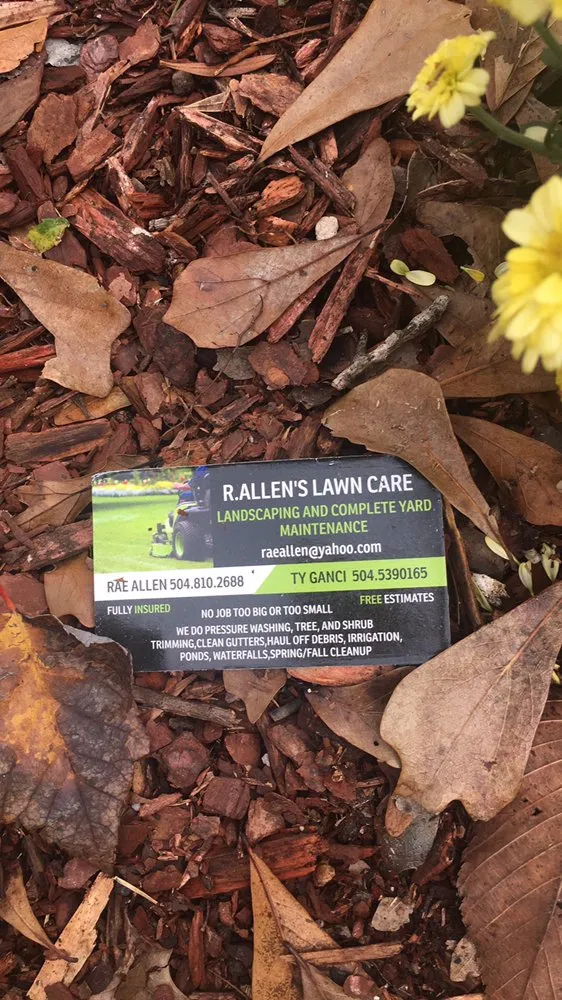 R.ALLEN'S LAWN CARE
LANDSCAPING AND COMPLETE YARD
MAINTENANCE
raeallen@yahoo.com
RAE ALLEN 504.810.2688
TY GANCI 504.5390165
FULLY INSURED
FREE ESTIMATES
NO JOB TOO BIG OR TOO SMALL
WE DO PRESSURE WASHING, TREE, AND SHRUB
TRIMMING,CLEAN GUTTERS,HAUL OFF DEBRIS, IRRIGATION,
PONDS, WATERFALLS,SPRING/FALL CLEANUP